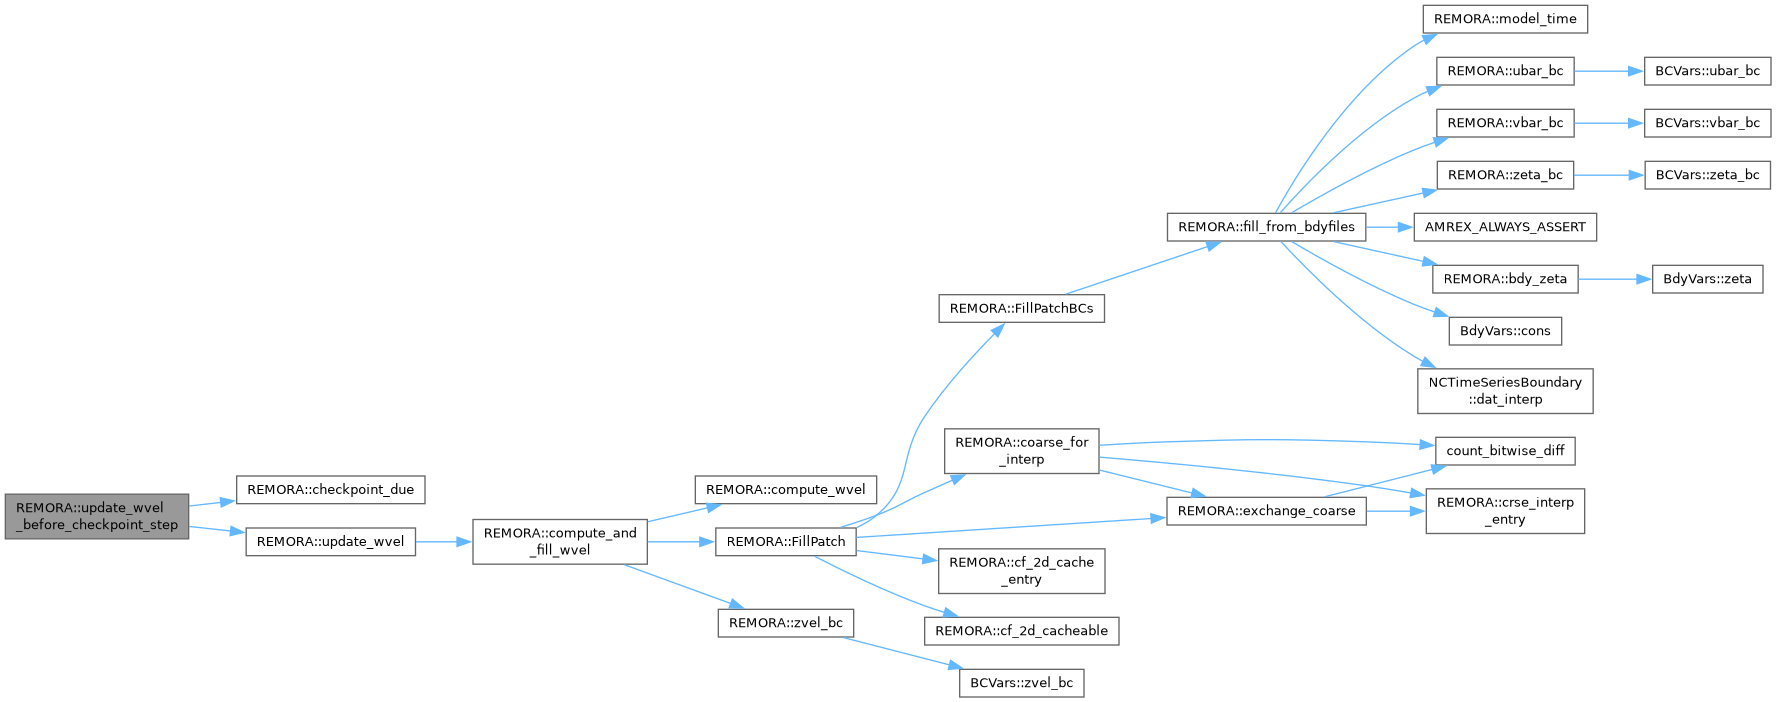 REMORA::update_wvel
_before_checkpoint_step
REMORA::checkpoint_due
REMORA::update_wvel
REMORA::compute_and
_fill_wvel
REMORA::compute_wvel
REMORA::FillPatch
REMORA::zvel_bc
REMORA::FillPatchBCs
REMORA::coarse_for
_interp
REMORA::cf_2d_cache
_entry
REMORA::cf_2d_cacheable
BCVars::zvel_bc
REMORA::fill_from_bdyfiles
REMORA::exchange_coarse
REMORA::model_time
REMORA::ubar_bc
REMORA::vbar_bc
REMORA::zeta_bc
AMREX_ALWAYS_ASSERT
REMORA::bdy_zeta
BdyVars::cons
NCTimeSeriesBoundary
::dat_interp
count_bitwise_diff
REMORA::crse_interp
_entry
BCVars::ubar_bc
BCVars::vbar_bc
BCVars::zeta_bc
BdyVars::zeta